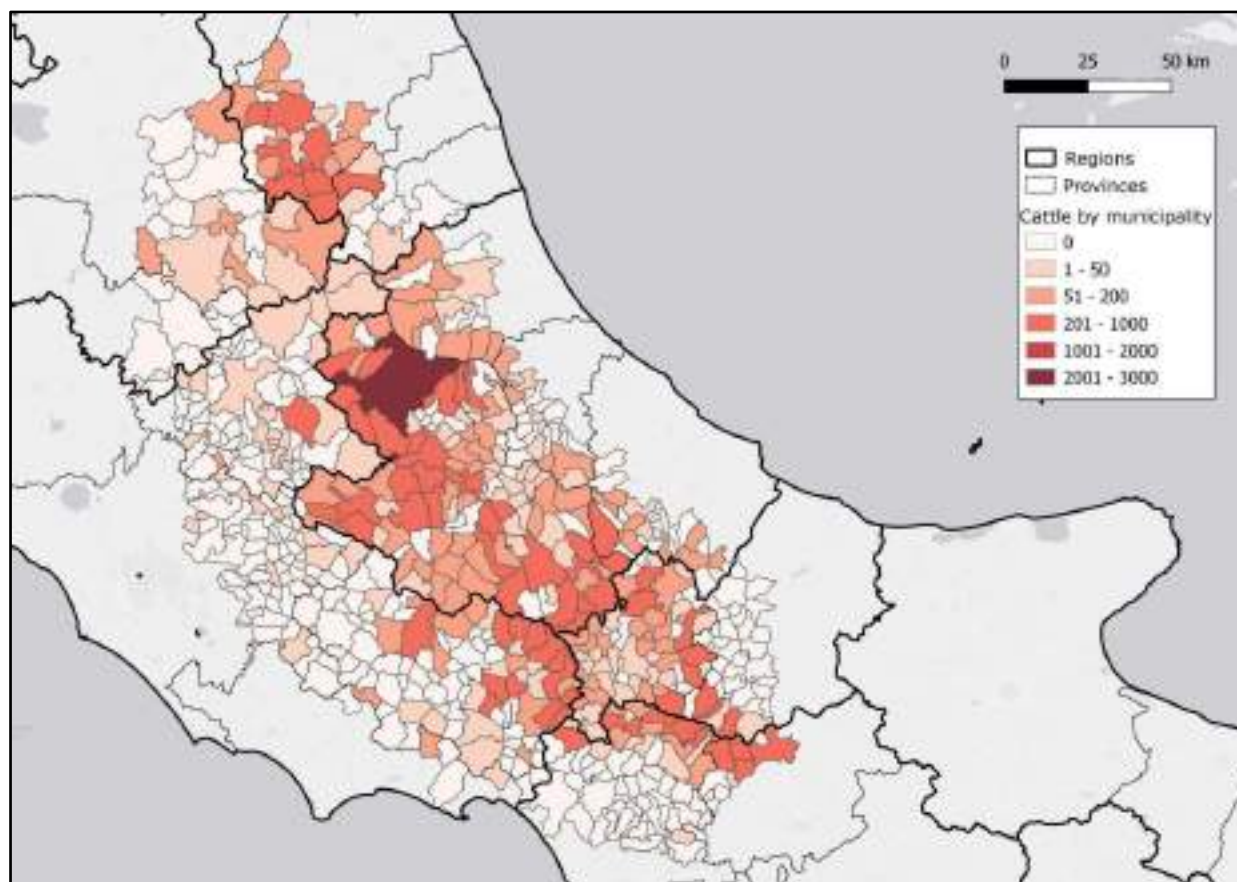 0 25 50 km
Regions
Provinces
Cattle by municipality
0
1 - 50
51 - 200
201 - 1000
1001 - 2000
2001 - 3000